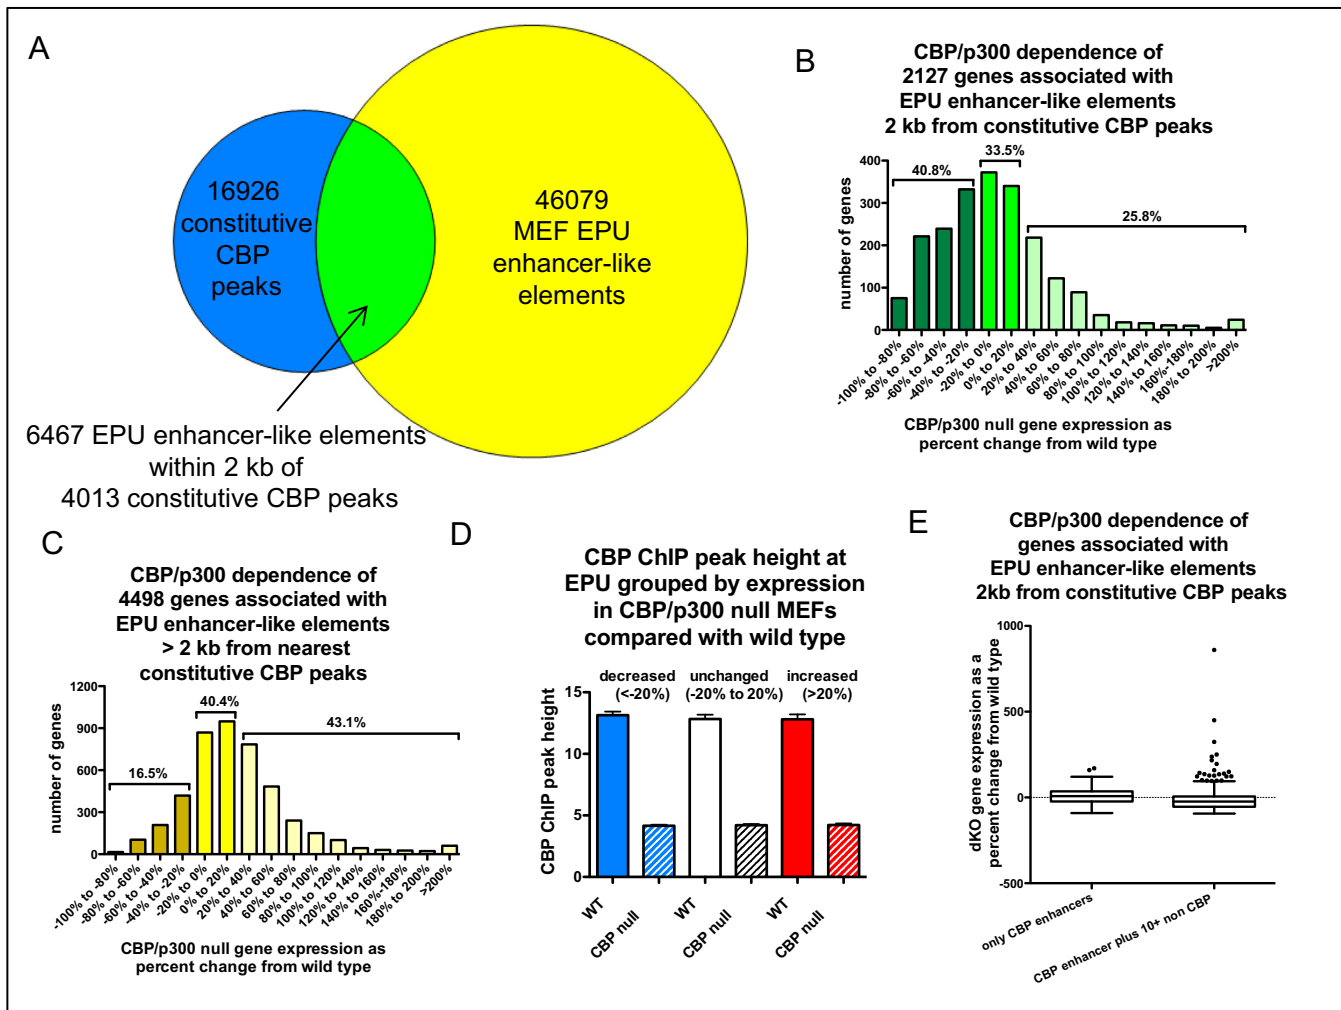 A
16926
constitutive
CBP
peaks
46079
MEF EPU
enhancer-like
elements
6467 EPU enhancer-like elements
within 2 kb of
4013 constitutive CBP peaks
B
CBP/p300 dependence of
2127 genes associated with
EPU enhancer-like elements
2 kb from constitutive CBP peaks
number of genes
400
300
200
100
0
40.8%
33.5%
25.8%
-100% to -80%
-80% to -60%
-60% to -40%
-40% to -20%
-20% to 0%
0% to 20%
20% to 40%
40% to 60%
60% to 80%
80% to 100%
100% to 120%
120% to 140%
140% to 160%
160%-180%
180% to 200%
>200%
CBP/p300 null gene expression as
percent change from wild type
C
CBP/p300 dependence of
4498 genes associated with
EPU enhancer-like elements
> 2 kb from nearest
constitutive CBP peaks
number of genes
1200
900
600
300
0
16.5%
40.4%
43.1%
-100% to -80%
-80% to -60%
-60% to -40%
-40% to -20%
-20% to 0%
0% to 20%
20% to 40%
40% to 60%
60% to 80%
80% to 100%
100% to 120%
120% to 140%
140% to 160%
160%-180%
180% to 200%
>200%
CBP/p300 null gene expression as
percent change from wild type
D
CBP ChIP peak height at
EPU grouped by expression
in CBP/p300 null MEFs
compared with wild type
decreased unchanged increased
(<-20%) (-20% to 20%) (>20%)
CBP ChIP peak height
15
10
5
0
WT
CBP null
WT
CBP null
WT
CBP null
E
CBP/p300 dependence of
genes associated with
EPU enhancer-like elements
2kb from constitutive CBP peaks
dKO gene expression as a
percent change from wild type
1000
500
0
-500
only CBP enhancers
CBP enhancer plus 10+ non CBP